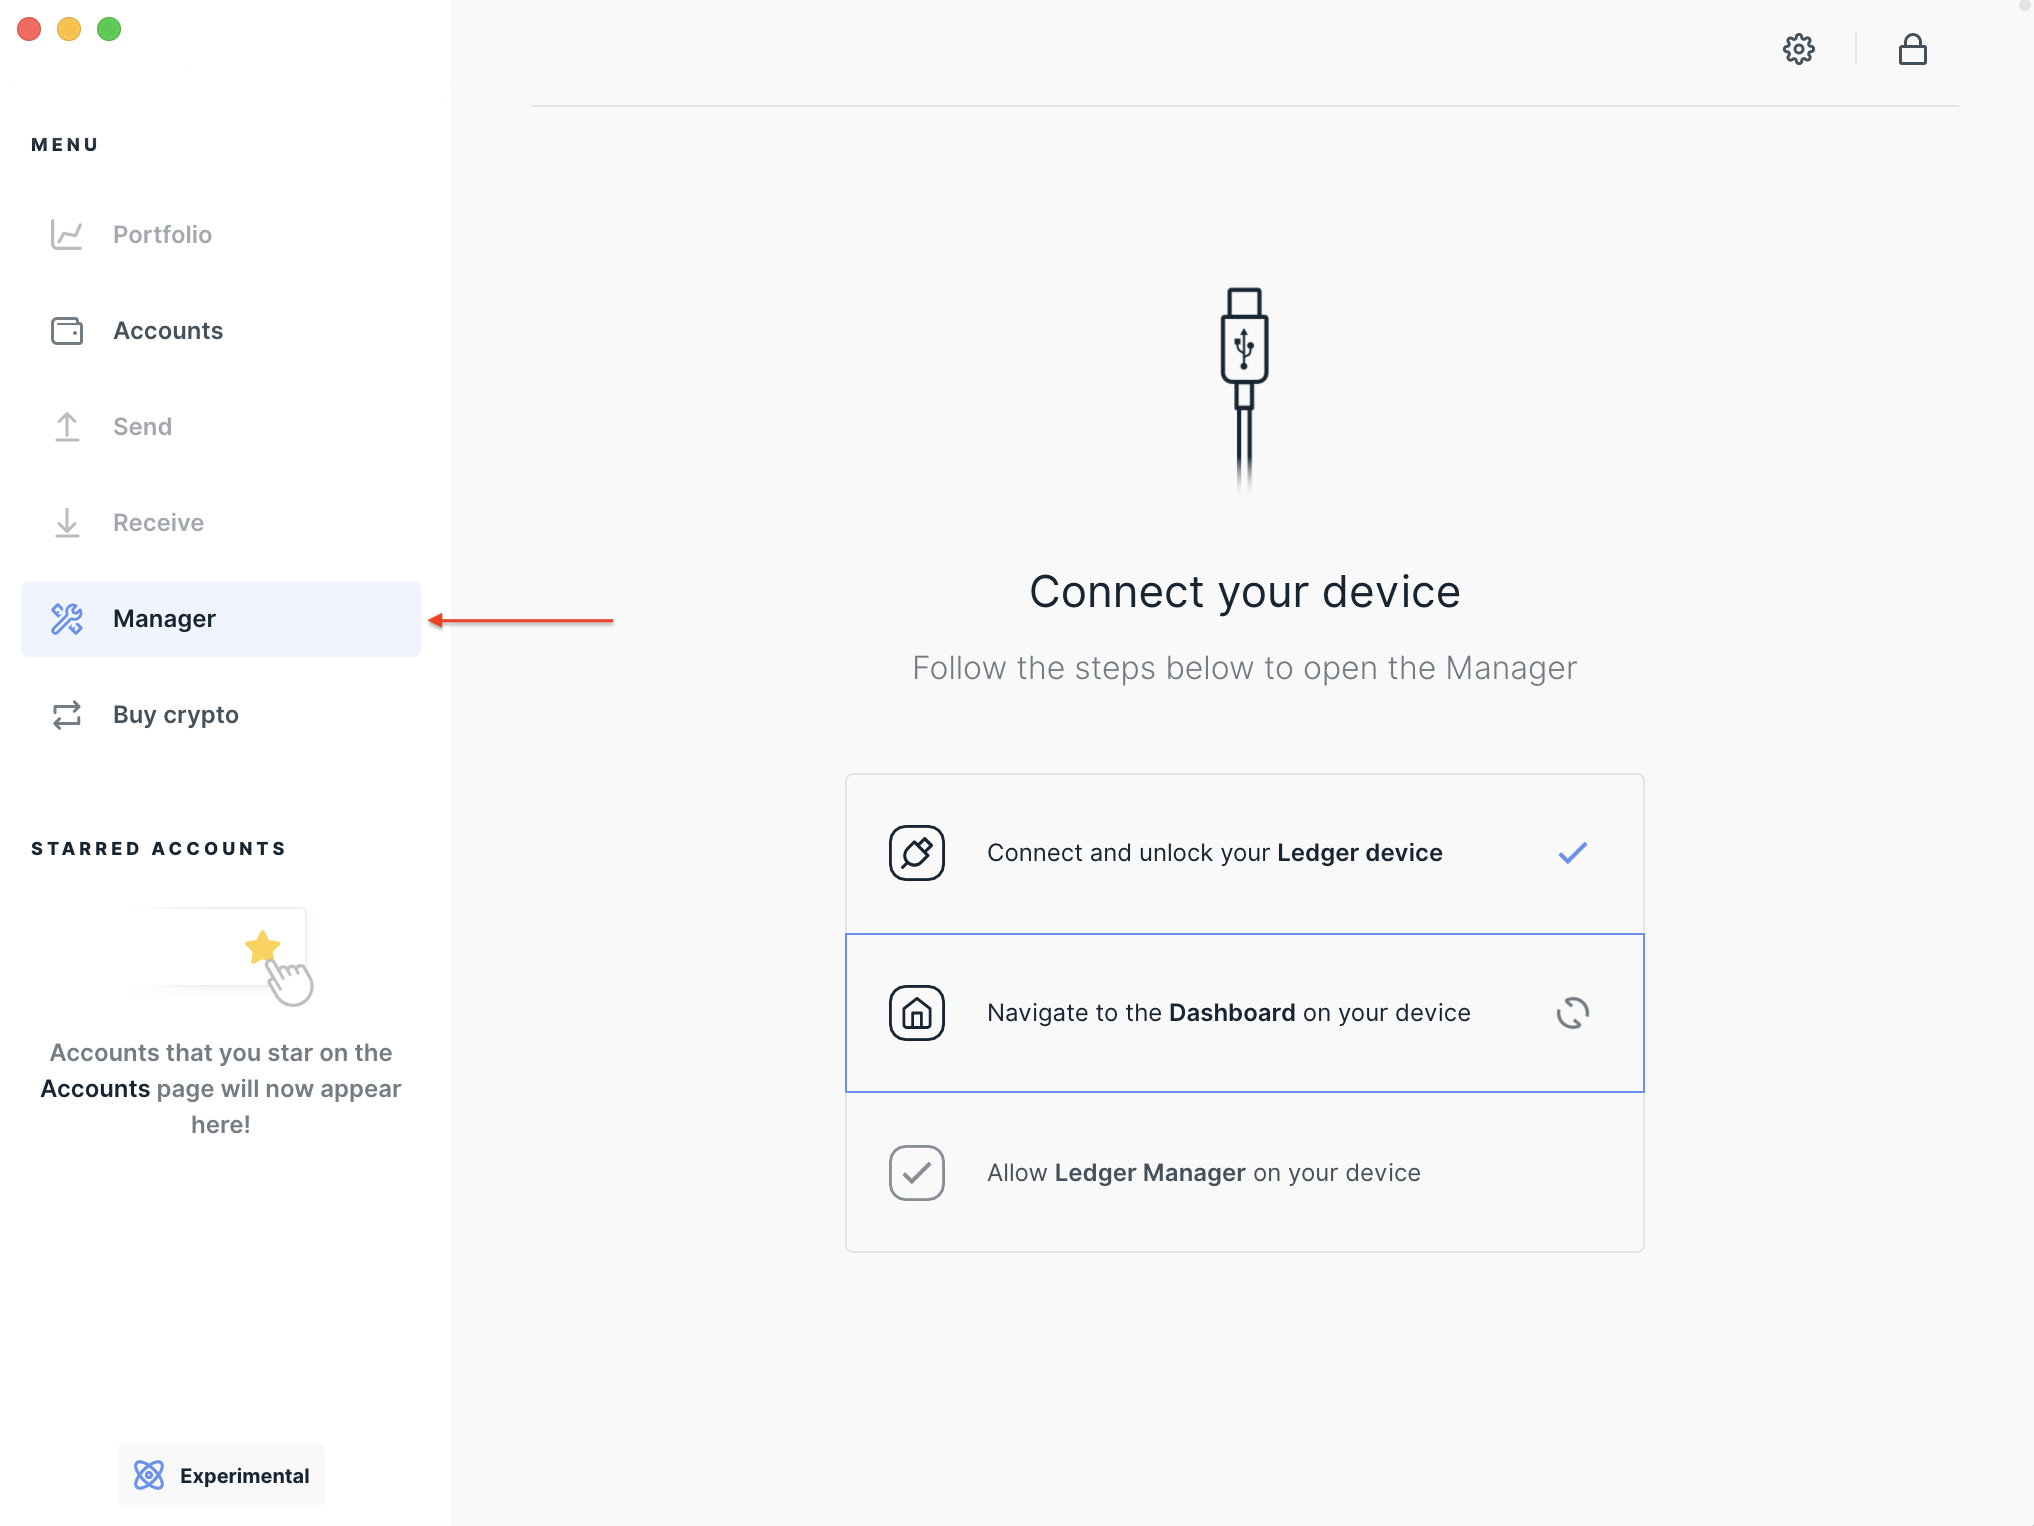 MENU
Portfolio
Accounts
Send
Receive
Manager
Buy crypto
STARRED ACCOUNTS
Accounts that you star on the
Accounts page will now appear
here!
Experimental
Connect your device
Follow the steps below to open the Manager
Connect and unlock your Ledger device
Navigate to the Dashboard on your device
Allow Ledger Manager on your device